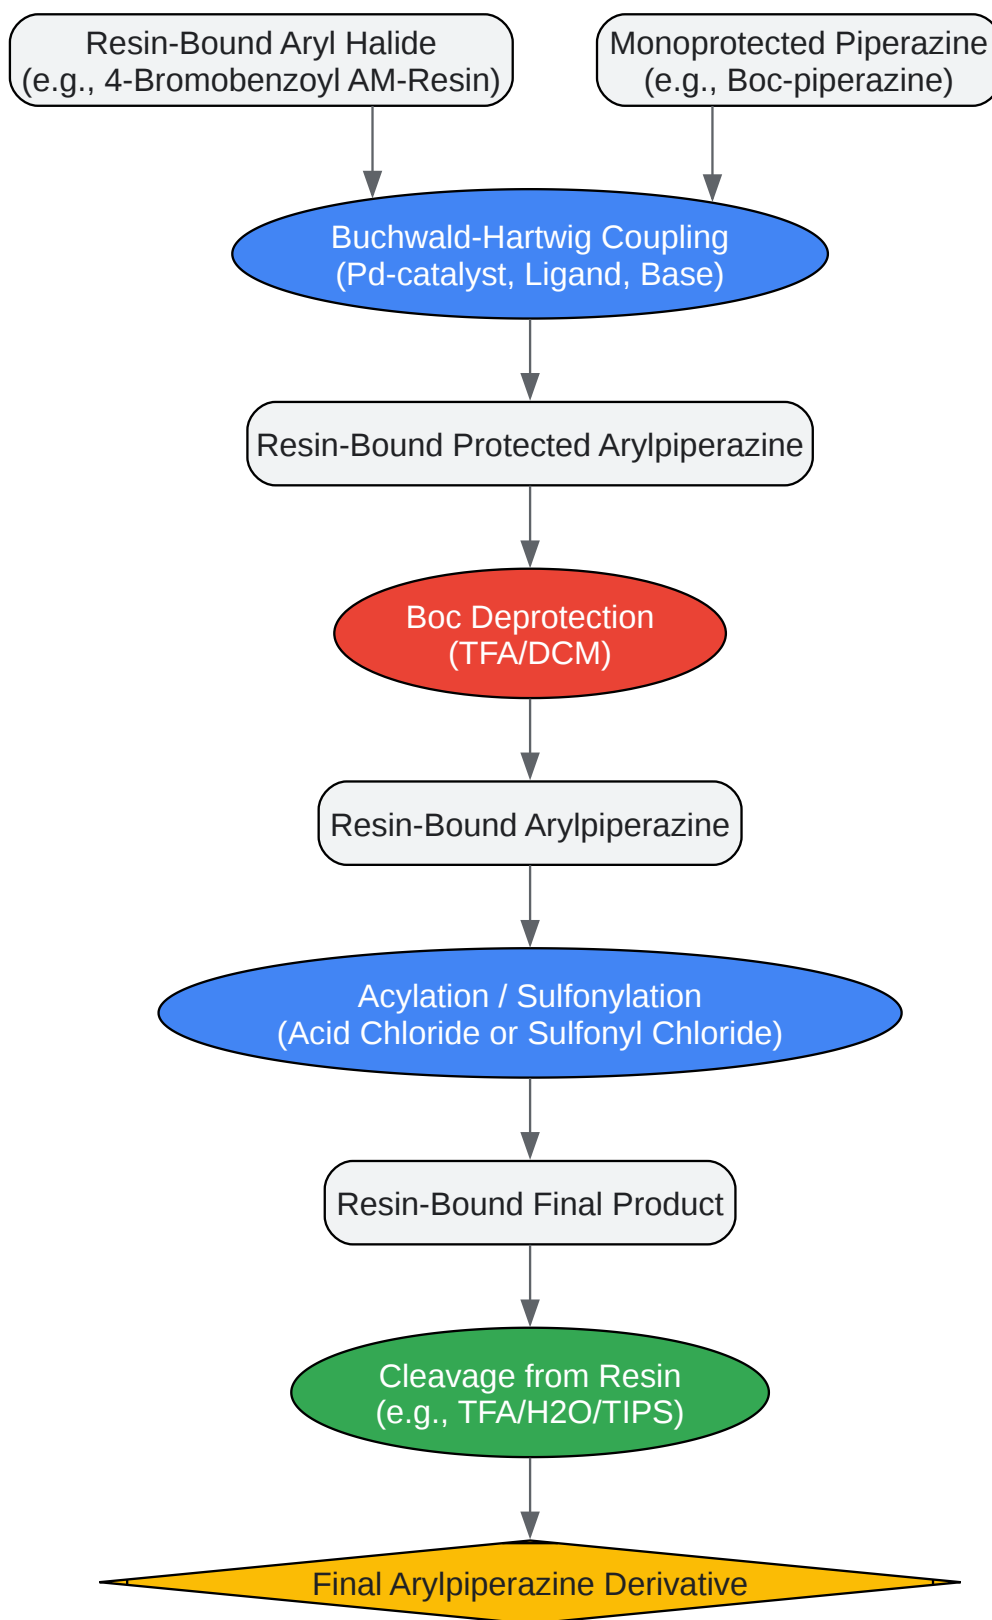 Resin-Bound Aryl Halide
(e.g., 4-Bromobenzoyl AM-Resin)
Monoprotected Piperazine
(e.g., Boc-piperazine)
Buchwald-Hartwig Coupling
(Pd-catalyst, Ligand, Base)
Resin-Bound Protected Arylpiperazine
Boc Deprotection
(TFA/DCM)
Resin-Bound Arylpiperazine
Acylation / Sulfonylation
(Acid Chloride or Sulfonyl Chloride)
Resin-Bound Final Product
Cleavage from Resin
(e.g., TFA/H2O/TIPS)
Final Arylpiperazine Derivative